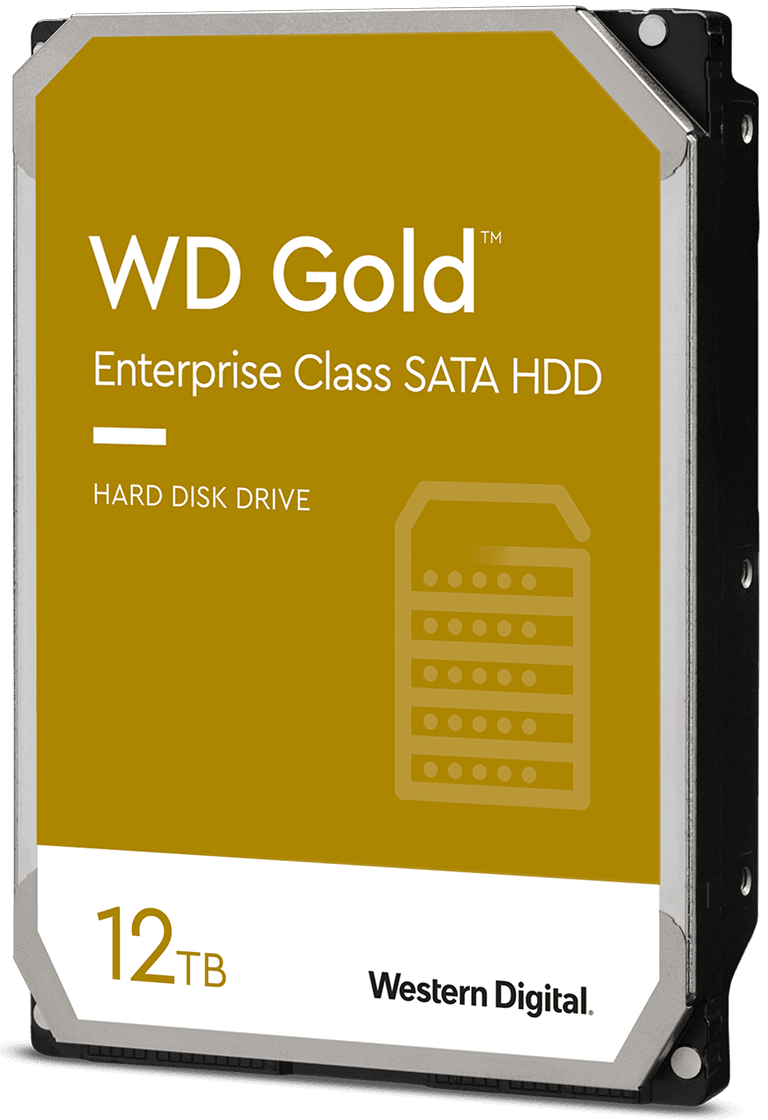 WD Gold™
Enterprise Class SATA HDD
HARD DISK DRIVE
12TB
Western Digital.